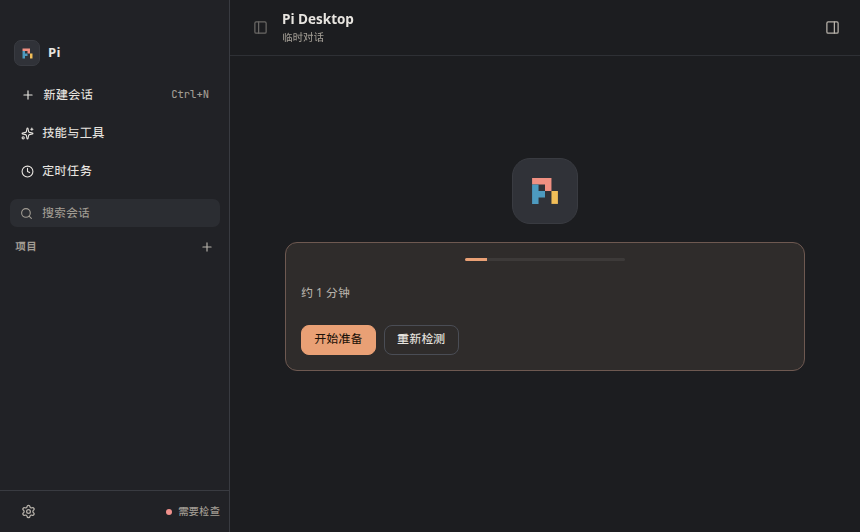 Pi
新建会话 Ctrl+N
技能与工具
定时任务
搜索会话
项目
需要检查
Pi Desktop
临时对话
约 1 分钟
开始准备 重新检测